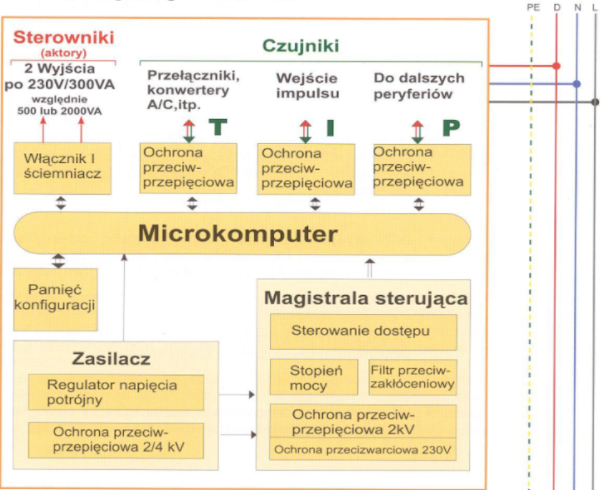 PE D N L
Sterowniki
(aktory)
2 Wyjścia
po 230V/300VA
względnie
500 lub 2000VA
Czujniki
Przełączniki,
konwertery
A/C,itp.
Wejście
impulsu
Do dalszych
peryferiów
T
I
P
Włącznik I
ściemniacz
Ochrona
przeciw-
przepięciowa
Ochrona
przeciw-
przepięciowa
Ochrona
przeciw-
przepięciowa
Microkomputer
Pamięć
konfiguracji
Magistrala sterująca
Sterowanie dostępu
Stopień
mocy
Filtr przeciw-
zakłóceniowy
Ochrona przeciw-
przepięciowa 2kV
Ochrona przecizwarciowa 230V
Zasilacz
Regulator napięcia
potrójny
Ochrona przeciw-
przepięciowa 2/4 kV